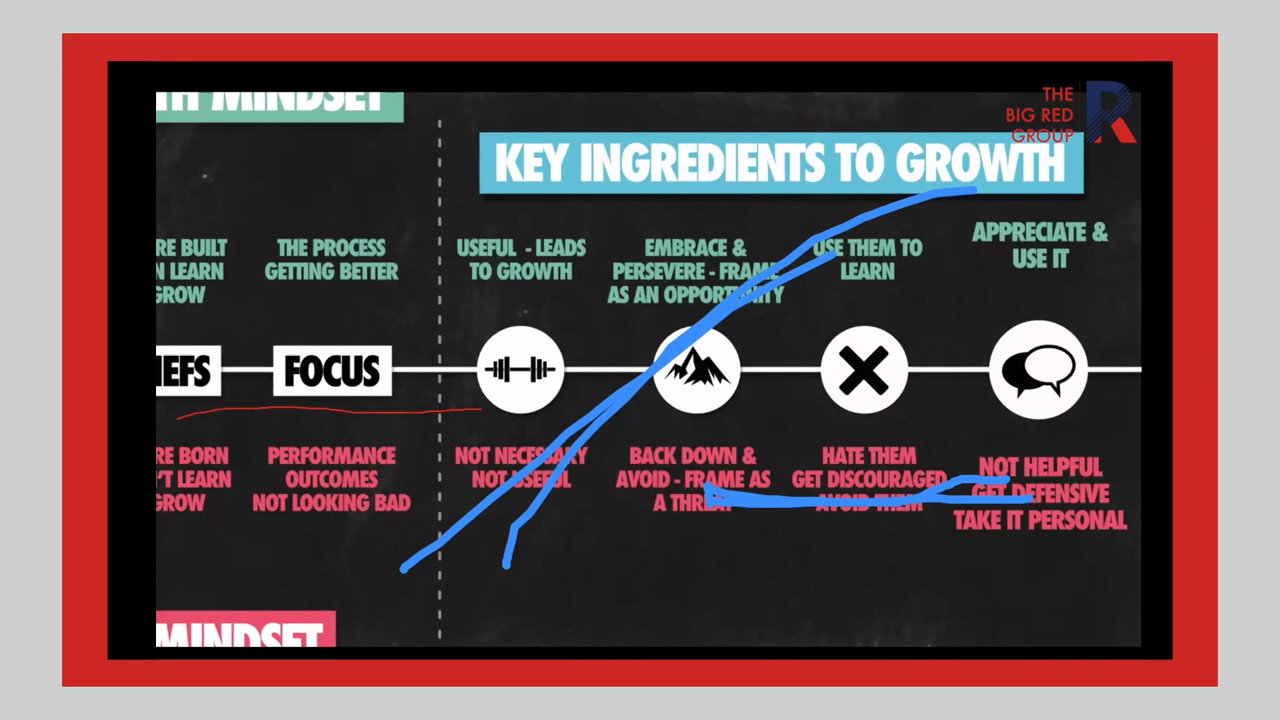 TH MINDSET
THE
BIG RED
GROUP
KEY INGREDIENTS TO GROWTH
RE BUILT
N LEARN
GROW
THE PROCESS
GETTING BETTER
USEFUL - LEADS
TO GROWTH
EMBRACE &
PERSEVERE - FRAME
AS AN OPPORTUNITY
USE THEM TO
LEARN
APPRECIATE &
USE IT
IEFS
FOCUS
RE BORN
'T LEARN
GROW
PERFORMANCE
OUTCOMES
NOT LOOKING BAD
NOT NECESSARY
NOT USEFUL
BACK DOWN &
AVOID - FRAME AS
A THREAT
HATE THEM
GET DISCOURAGED
AVOID THEM
NOT HELPFUL
GET DEFENSIVE
TAKE IT PERSONAL
MINDSET